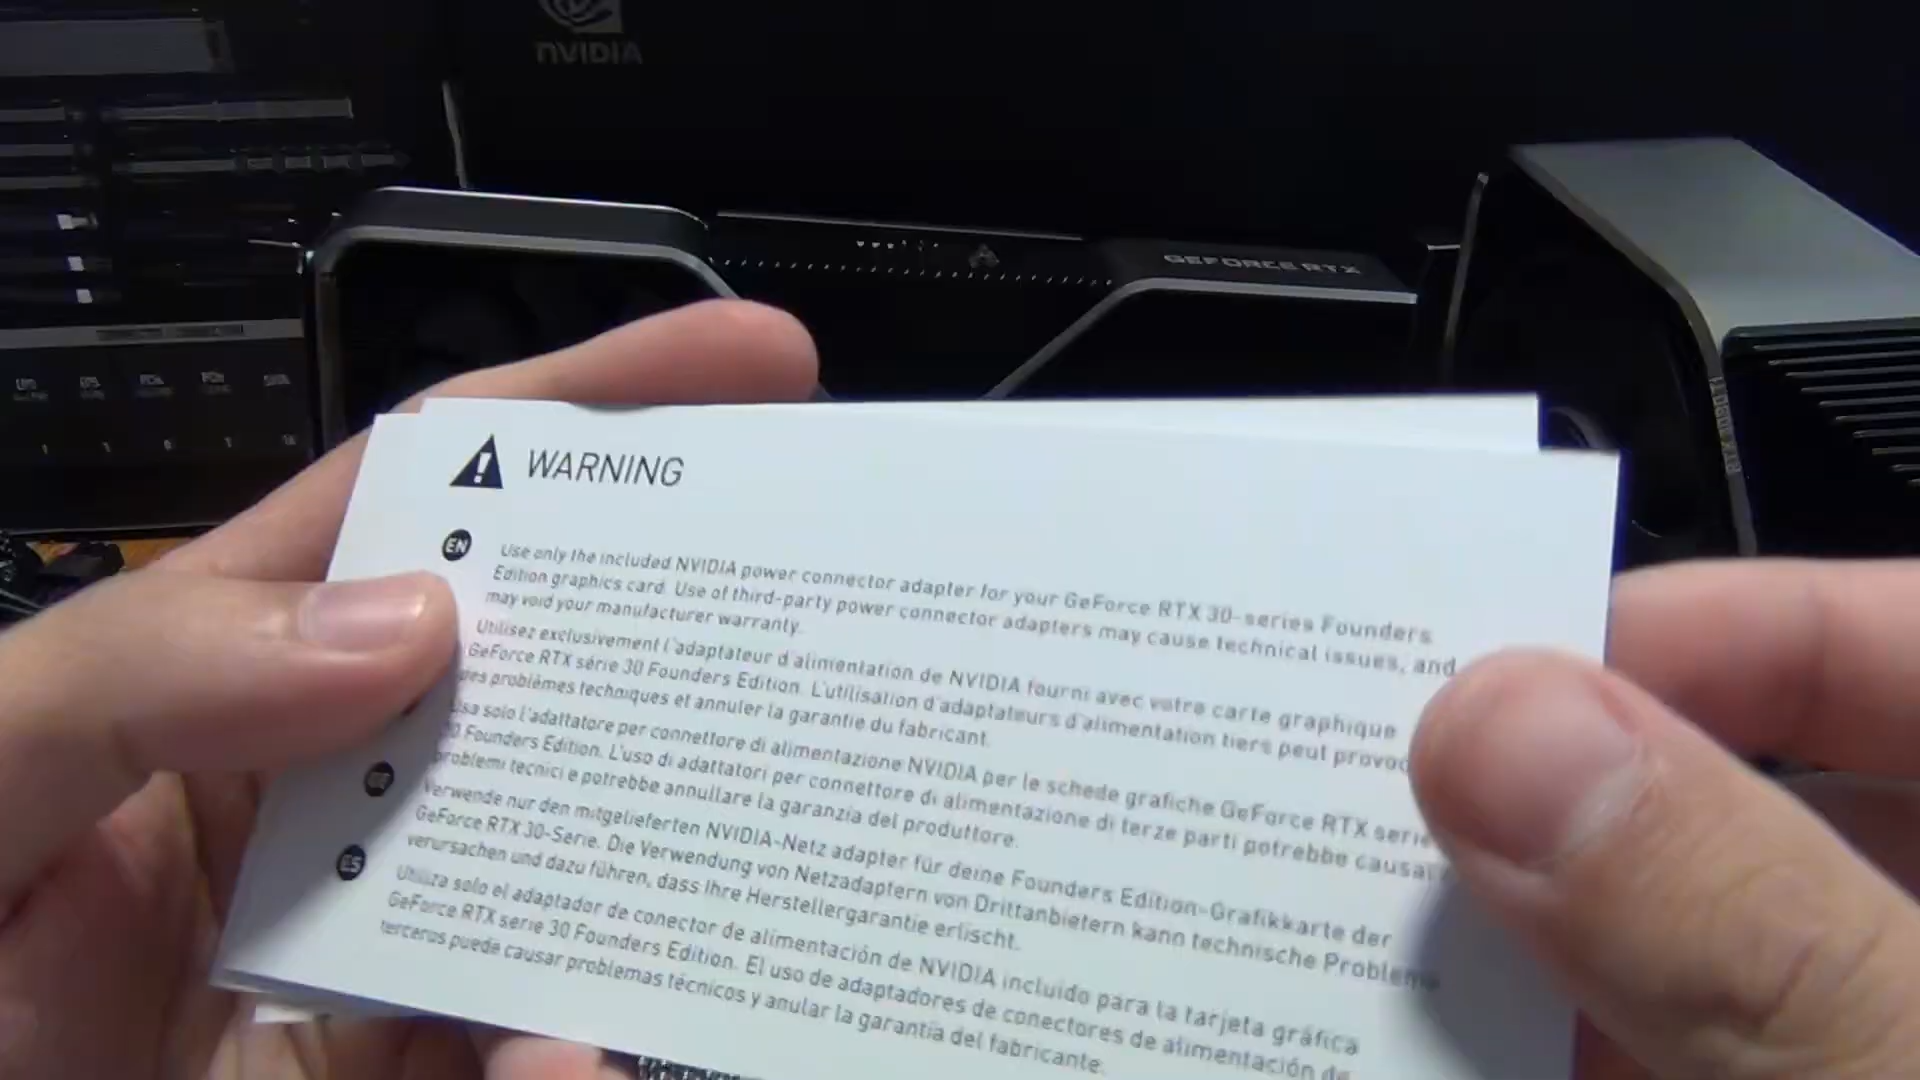 NVIDIA
GEFORCE RTX
WARNING
EN
Use only the included NVIDIA power connector adapter for your GeForce RTX 30-series Founders
Edition graphics card. Use of third-party power connector adapters may cause technical issues, and
may void your manufacturer warranty.
Utilisez exclusivement l'adaptateur d'alimentation de NVIDIA fourni avec votre carte graphique
GeForce RTX série 30 Founders Edition. L'utilisation d'adaptateurs d'alimentation tiers peut
problèmes techniques et annuler la garantie du fabricant.
Usa solo l'adattatore per connettore di alimentazione NVIDIA per le schede grafiche GeForce RTX serie
30 Founders Edition. L'uso di adattatori per connettore di alimentazione di terze parti potrebbe
problemi tecnici e potrebbe annullare la garanzia del produttore.
DE
Verwende nur den mitgelieferten NVIDIA-Netz adapter für deine Founders Edition-Grafikkarte der
GeForce RTX 30-Serie. Die Verwendung von Netzadaptern von Drittanbietern kann technische Probleme
verursachen und dazu führen, dass Ihre Herstellergarantie erlischt.
ES
Utiliza solo el adaptador de conector de alimentación de NVIDIA incluido para la tarjeta gráfica
GeForce RTX serie 30 Founders Edition. El uso de adaptadores de conectores de alimentación de
terceros puede causar problemas técnicos y anular la garantía del fabricante.